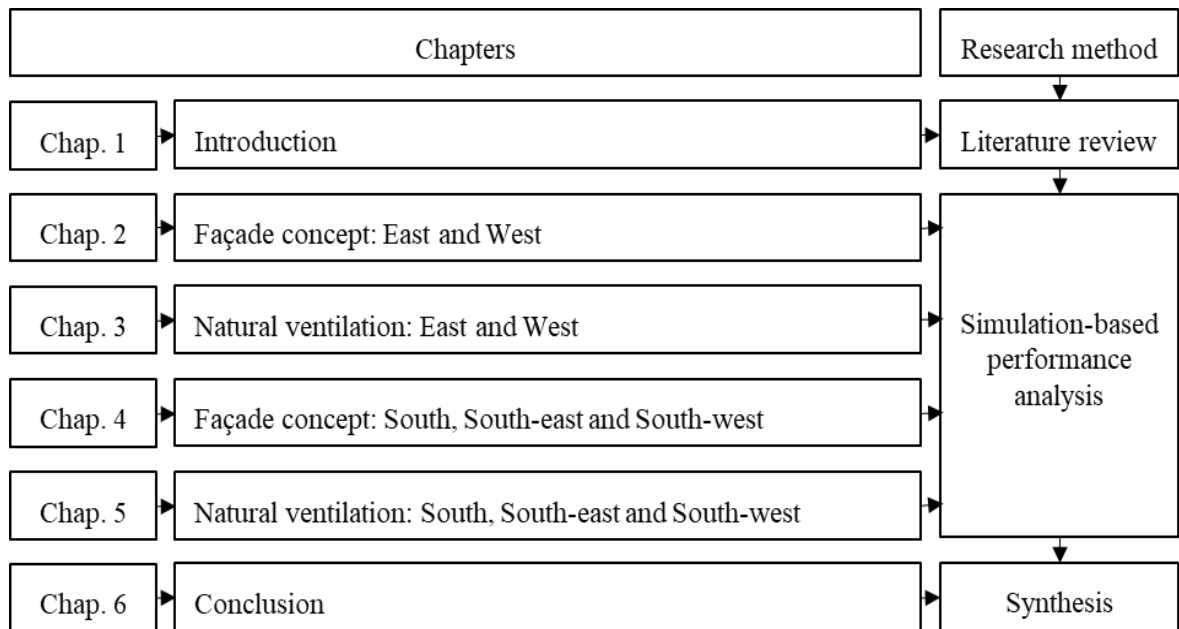 Chapters
Research method
Chap. 1
Introduction
Literature review
Chap. 2
Façade concept: East and West
Chap. 3
Natural ventilation: East and West
Simulation-based
performance
analysis
Chap. 4
Façade concept: South, South-east and South-west
Chap. 5
Natural ventilation: South, South-east and South-west
Chap. 6
Conclusion
Synthesis